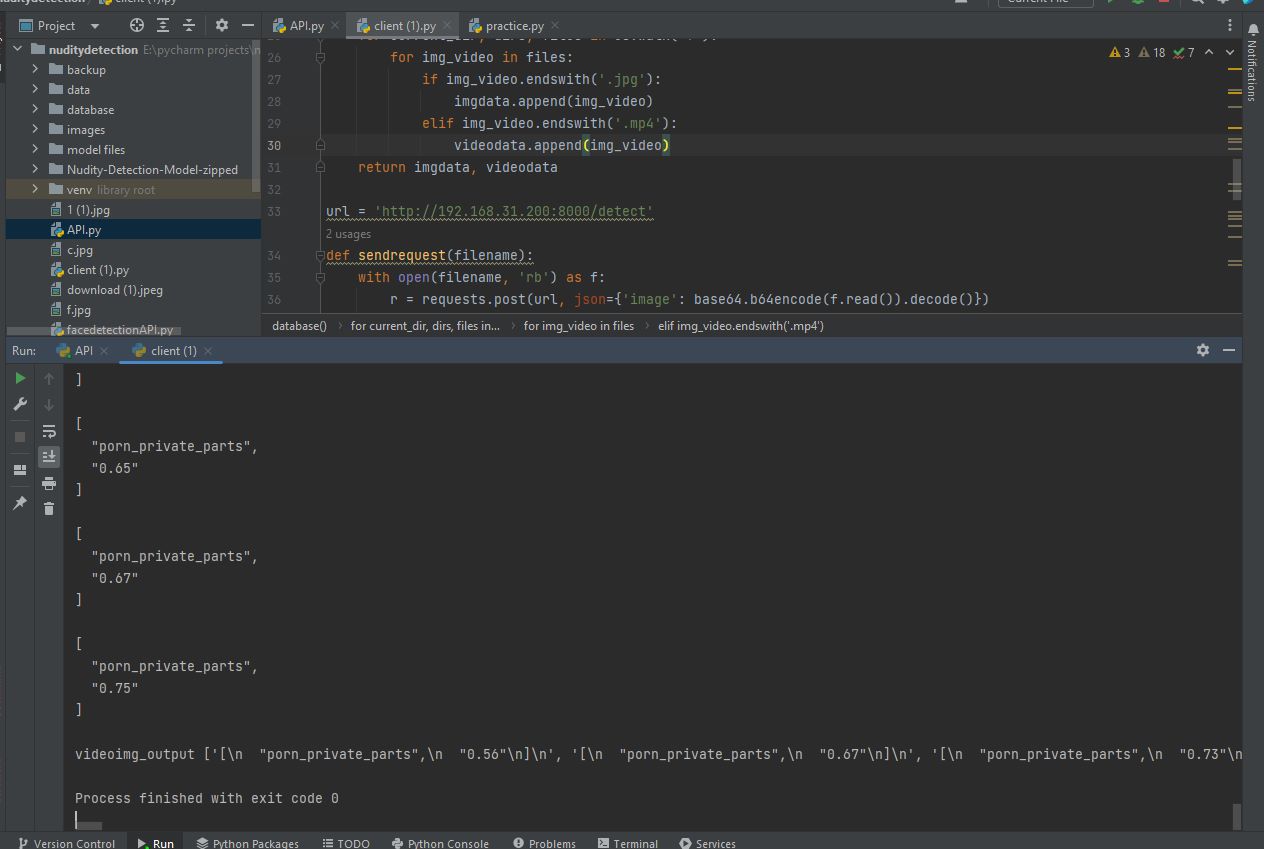 nuditydetection
client (1).py
Current File
Project
API.py
client (1).py
practice.py
nuditydetection E:\pycharm projects\n
backup
data
database
images
model files
Nudity-Detection-Model-zipped
venv library root
1 (1).jpg
API.py
c.jpg
client (1).py
download (1).jpeg
f.jpg
facedetectionAPI.py
3 18 7
Notifications
26 for img_video in files:
27 if img_video.endswith('.jpg'):
28 imgdata.append(img_video)
29 elif img_video.endswith('.mp4'):
30 videodata.append(img_video)
31 return imgdata, videodata
32
33 url = 'http://192.168.31.200:8000/detect'
2 usages
34 def sendrequest(filename):
35 with open(filename, 'rb') as f:
36 r = requests.post(url, json={'image': base64.b64encode(f.read()).decode()})
database() › for current_dir, dirs, files in... › for img_video in files › elif img_video.endswith('.mp4')
Run: API client (1)
]
[
"porn_private_parts",
"0.65"
]
[
"porn_private_parts",
"0.67"
]
[
"porn_private_parts",
"0.75"
]
videoimg_output ['[\n  "porn_private_parts",\n  "0.56"\n]\n', '[\n  "porn_private_parts",\n  "0.67"\n]\n', '[\n  "porn_private_parts",\n  "0.73"\n
Process finished with exit code 0
Version Control Run Python Packages TODO Python Console Problems Terminal Services